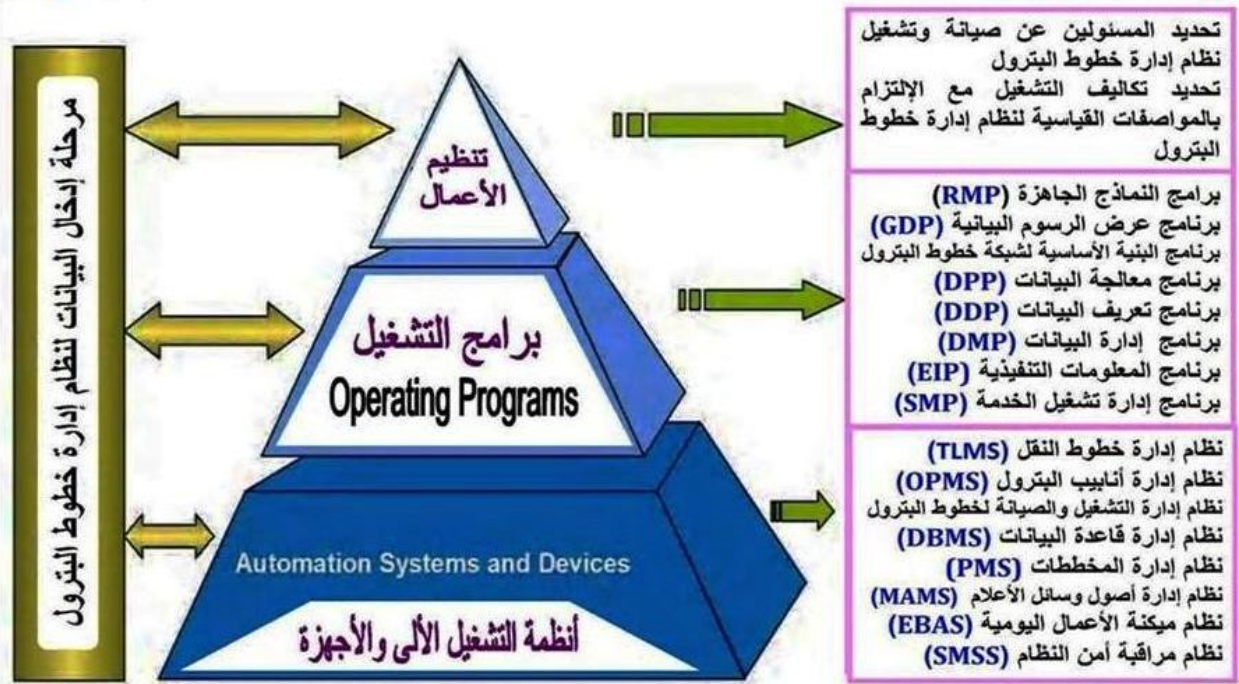 مرحلة إدخال البيانات لنظام إدارة خطوط البترول
تنظيم
الأعمال
برامج التشغيل
Operating Programs
Automation Systems and Devices
أنظمة التشغيل الألى والأجهزة
تحديد المسئولين عن صيانة وتشغيل
نظام إدارة خطوط البترول
تحديد تكاليف التشغيل مع الإلتزام
بالمواصفات القياسية لنظام إدارة خطوط
البترول
برامج النماذج الجاهزة (RMP)
برنامج عرض الرسوم البيانية (GDP)
برنامج البنية الأساسية لشبكة خطوط البترول
برنامج معالجة البيانات (DPP)
برنامج تعريف البيانات (DDP)
برنامج إدارة البيانات (DMP)
برنامج المعلومات التنفيذية (EIP)
برنامج إدارة تشغيل الخدمة (SMP)
نظام إدارة خطوط النقل (TLMS)
نظام إدارة أنابيب البترول (OPMS)
نظام إدارة التشغيل والصيانة لخطوط البترول
نظام إدارة قاعدة البيانات (DBMS)
نظام إدارة المخططات (PMS)
نظام إدارة أصول وسائل الأعلام (MAMS)
نظام ميكنة الأعمال اليومية (EBAS)
نظام مراقبة أمن النظام (SMSS)